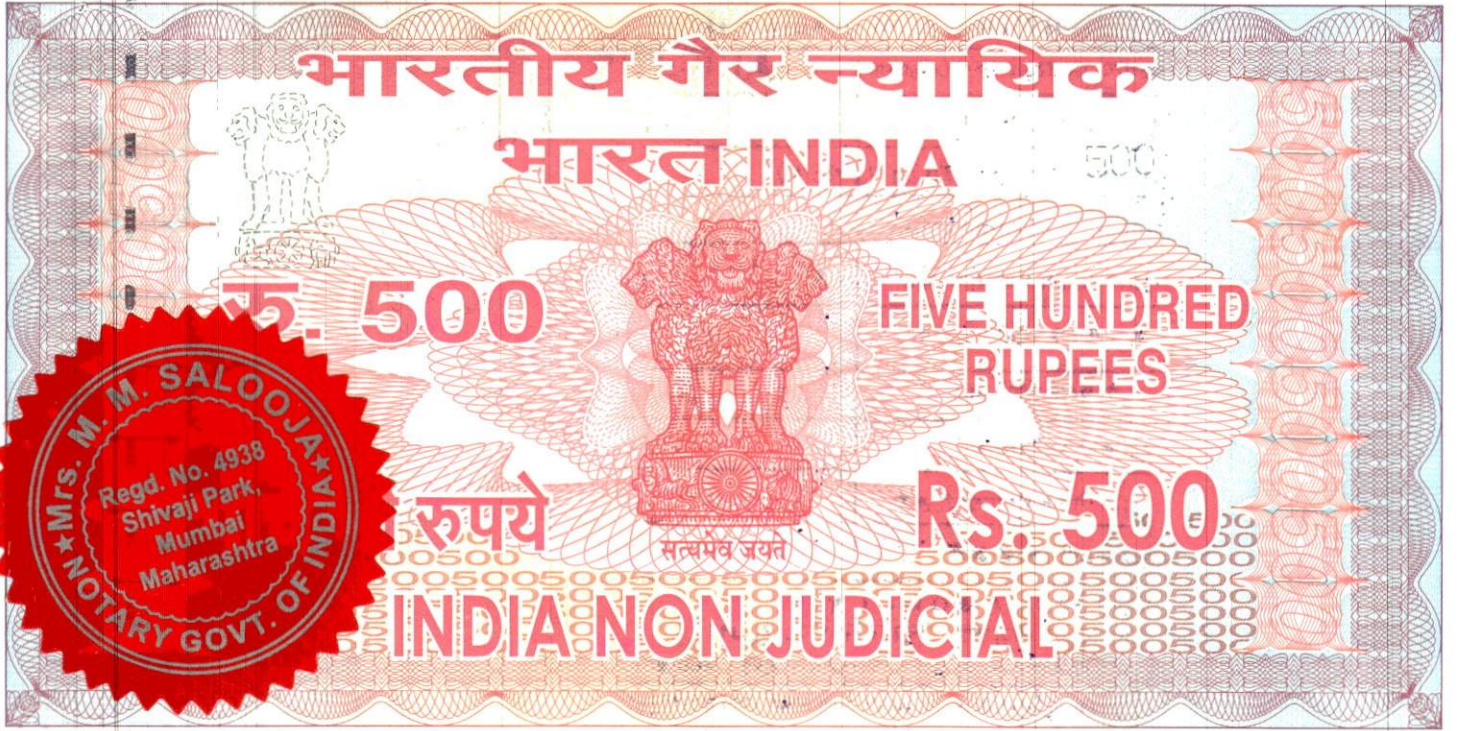 भारतीय गैर न्यायिक
भारत INDIA
500
रु. 500
FIVE HUNDRED
RUPEES
रुपये
Rs. 500
सत्यमेव जयते
INDIA NON JUDICIAL
Mrs. M. M. SALOOJA
Regd. No. 4938
Shivaji Park,
Mumbai
Maharashtra
NOTARY GOVT. OF INDIA